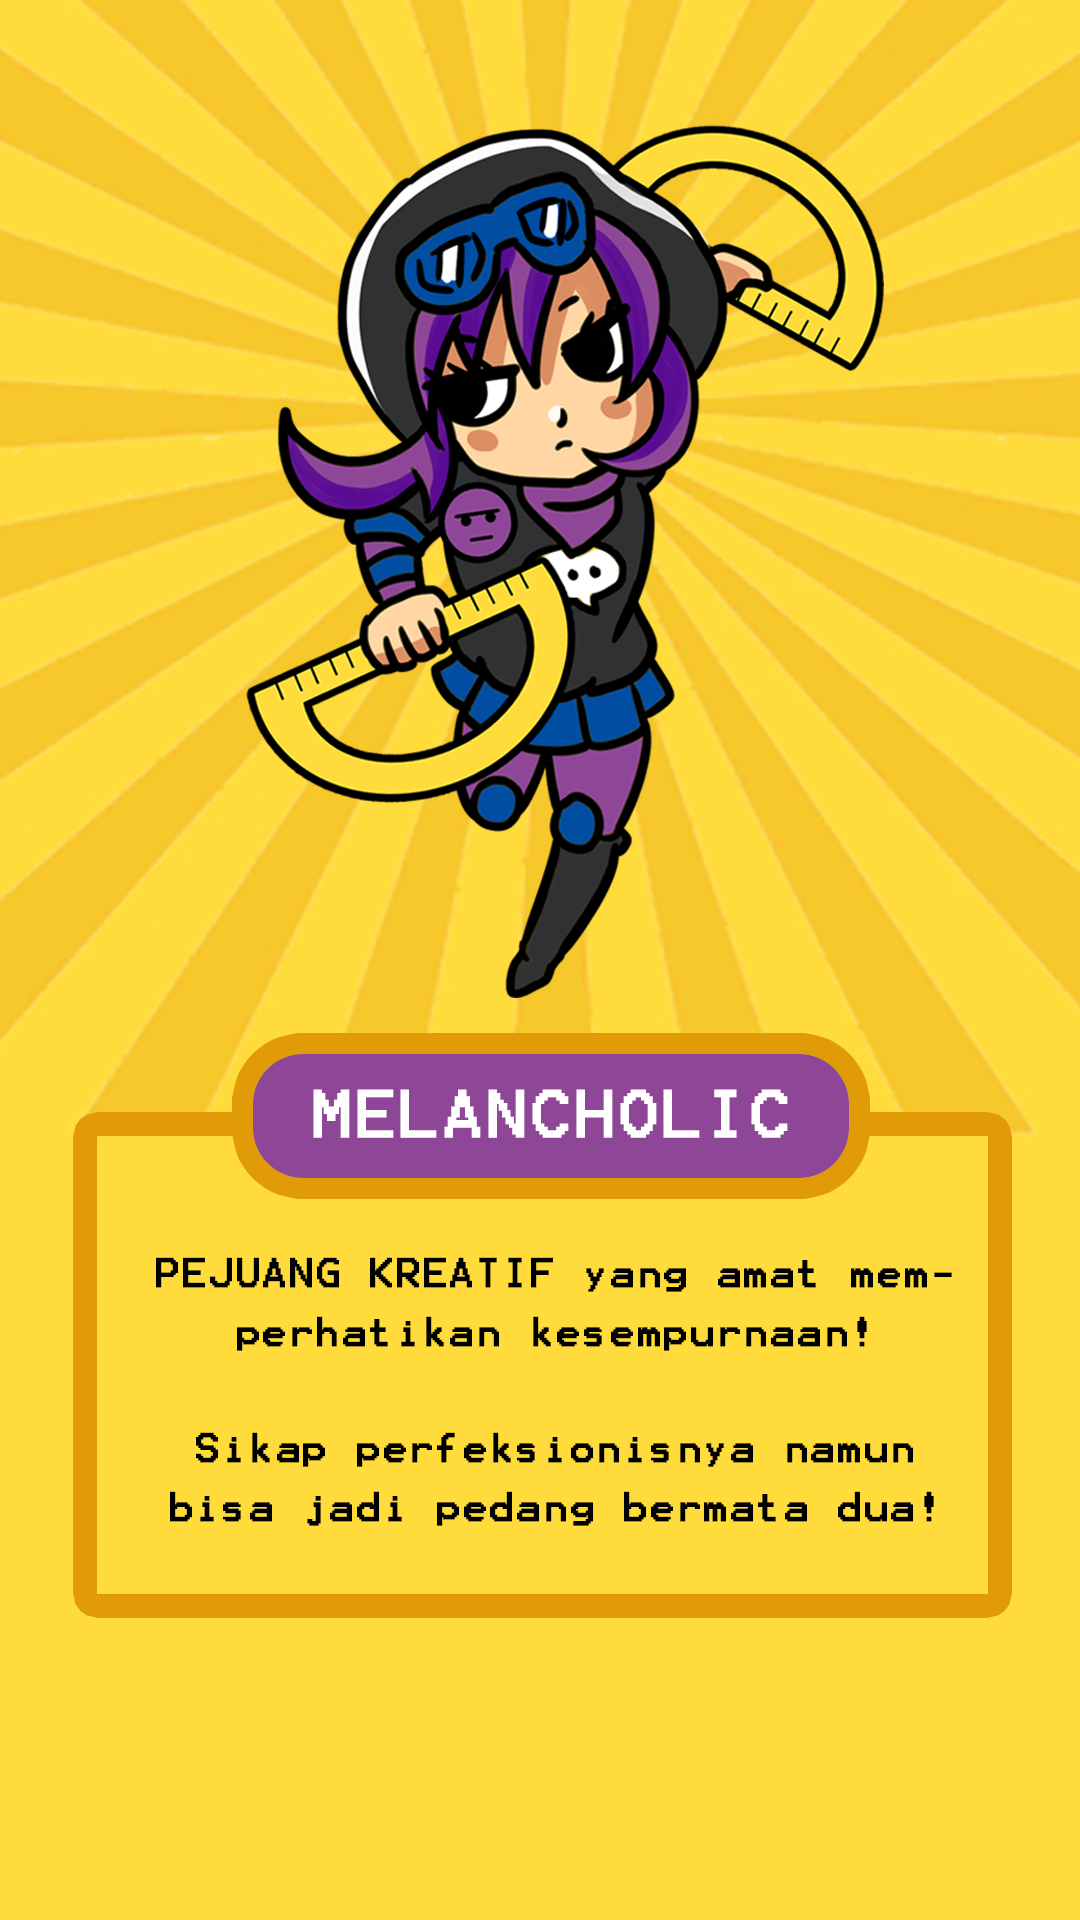 MELANCHOLIC
PEJUANG KREATIF yang amat mem-
perhatikan kesempurnaan!
Sikap perfeksionisnya namun
bisa jadi pedang bermata dua!